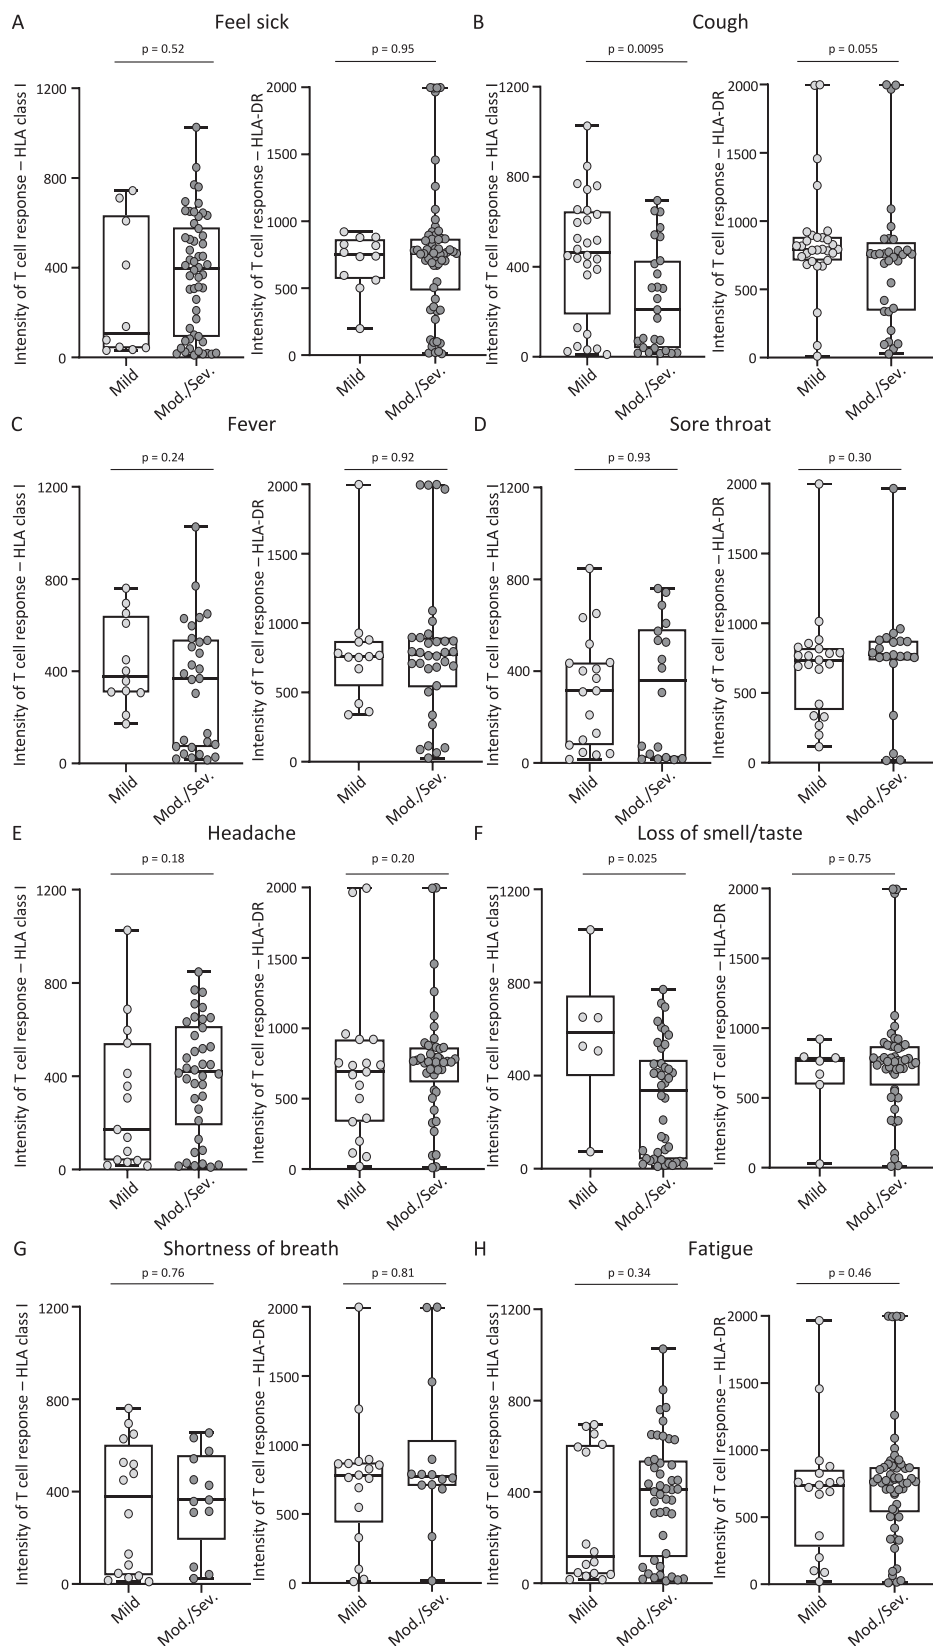 A Feel sick
p = 0.52
p = 0.95
Intensity of T cell response – HLA class I
1200
800
400
0
Mild
Mod./Sev.
Intensity of T cell response – HLA-DR
2000
1500
1000
500
0
Mild
Mod./Sev.
B Cough
p = 0.0095
p = 0.055
Intensity of T cell response – HLA class I
1200
800
400
0
Mild
Mod./Sev.
Intensity of T cell response – HLA-DR
2000
1500
1000
500
0
Mild
Mod./Sev.
C Fever
p = 0.24
p = 0.92
Intensity of T cell response – HLA class I
1200
800
400
0
Mild
Mod./Sev.
Intensity of T cell response – HLA-DR
2000
1500
1000
500
0
Mild
Mod./Sev.
D Sore throat
p = 0.93
p = 0.30
Intensity of T cell response – HLA class I
1200
800
400
0
Mild
Mod./Sev.
Intensity of T cell response – HLA-DR
2000
1500
1000
500
0
Mild
Mod./Sev.
E Headache
p = 0.18
p = 0.20
Intensity of T cell response – HLA class I
1200
800
400
0
Mild
Mod./Sev.
Intensity of T cell response – HLA-DR
2000
1500
1000
500
0
Mild
Mod./Sev.
F Loss of smell/taste
p = 0.025
p = 0.75
Intensity of T cell response – HLA class I
1200
800
400
0
Mild
Mod./Sev.
Intensity of T cell response – HLA-DR
2000
1500
1000
500
0
Mild
Mod./Sev.
G Shortness of breath
p = 0.76
p = 0.81
Intensity of T cell response – HLA class I
1200
800
400
0
Mild
Mod./Sev.
Intensity of T cell response – HLA-DR
2000
1500
1000
500
0
Mild
Mod./Sev.
H Fatigue
p = 0.34
p = 0.46
Intensity of T cell response – HLA class I
1200
800
400
0
Mild
Mod./Sev.
Intensity of T cell response – HLA-DR
2000
1500
1000
500
0
Mild
Mod./Sev.